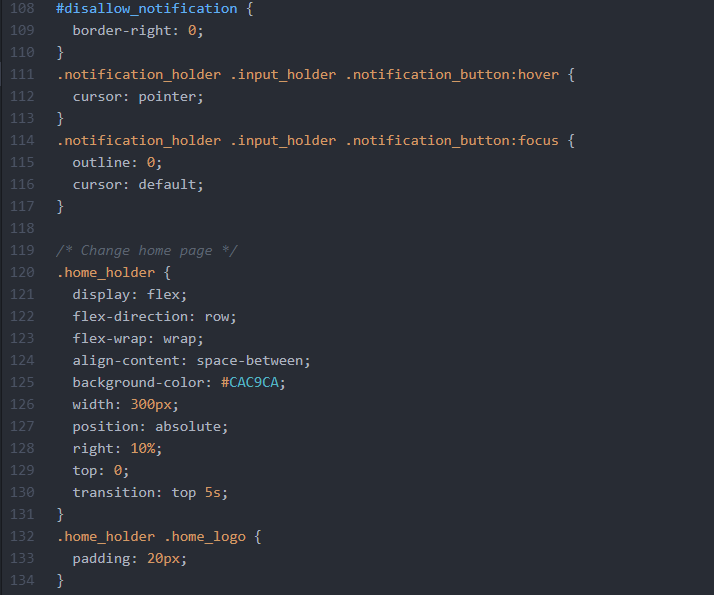 108 #disallow_notification {
109   border-right: 0;
110 }
111 .notification_holder .input_holder .notification_button:hover {
112   cursor: pointer;
113 }
114 .notification_holder .input_holder .notification_button:focus {
115   outline: 0;
116   cursor: default;
117 }
118
119 /* Change home page */
120 .home_holder {
121   display: flex;
122   flex-direction: row;
123   flex-wrap: wrap;
124   align-content: space-between;
125   background-color: #CAC9CA;
126   width: 300px;
127   position: absolute;
128   right: 10%;
129   top: 0;
130   transition: top 5s;
131 }
132 .home_holder .home_logo {
133   padding: 20px;
134 }